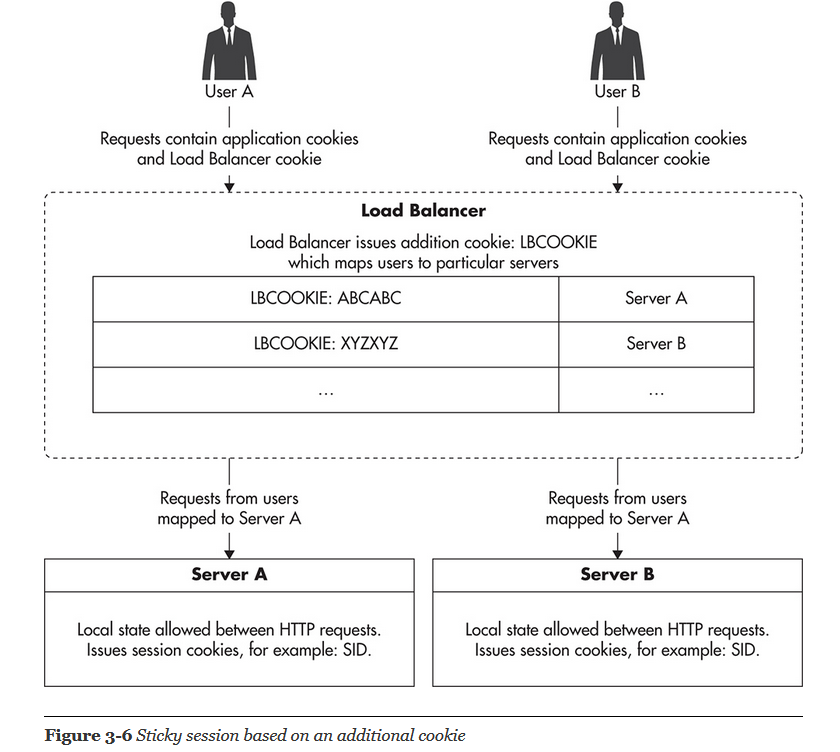 User A
User B
Requests contain application cookies
and Load Balancer cookie
Requests contain application cookies
and Load Balancer cookie
Load Balancer
Load Balancer issues addition cookie: LBCOOKIE
which maps users to particular servers
LBCOOKIE: ABCABC
Server A
LBCOOKIE: XYZXYZ
Server B
...
...
Requests from users
mapped to Server A
Requests from users
mapped to Server A
Server A
Local state allowed between HTTP requests.
Issues session cookies, for example: SID.
Server B
Local state allowed between HTTP requests.
Issues session cookies, for example: SID.
Figure 3-6 Sticky session based on an additional cookie